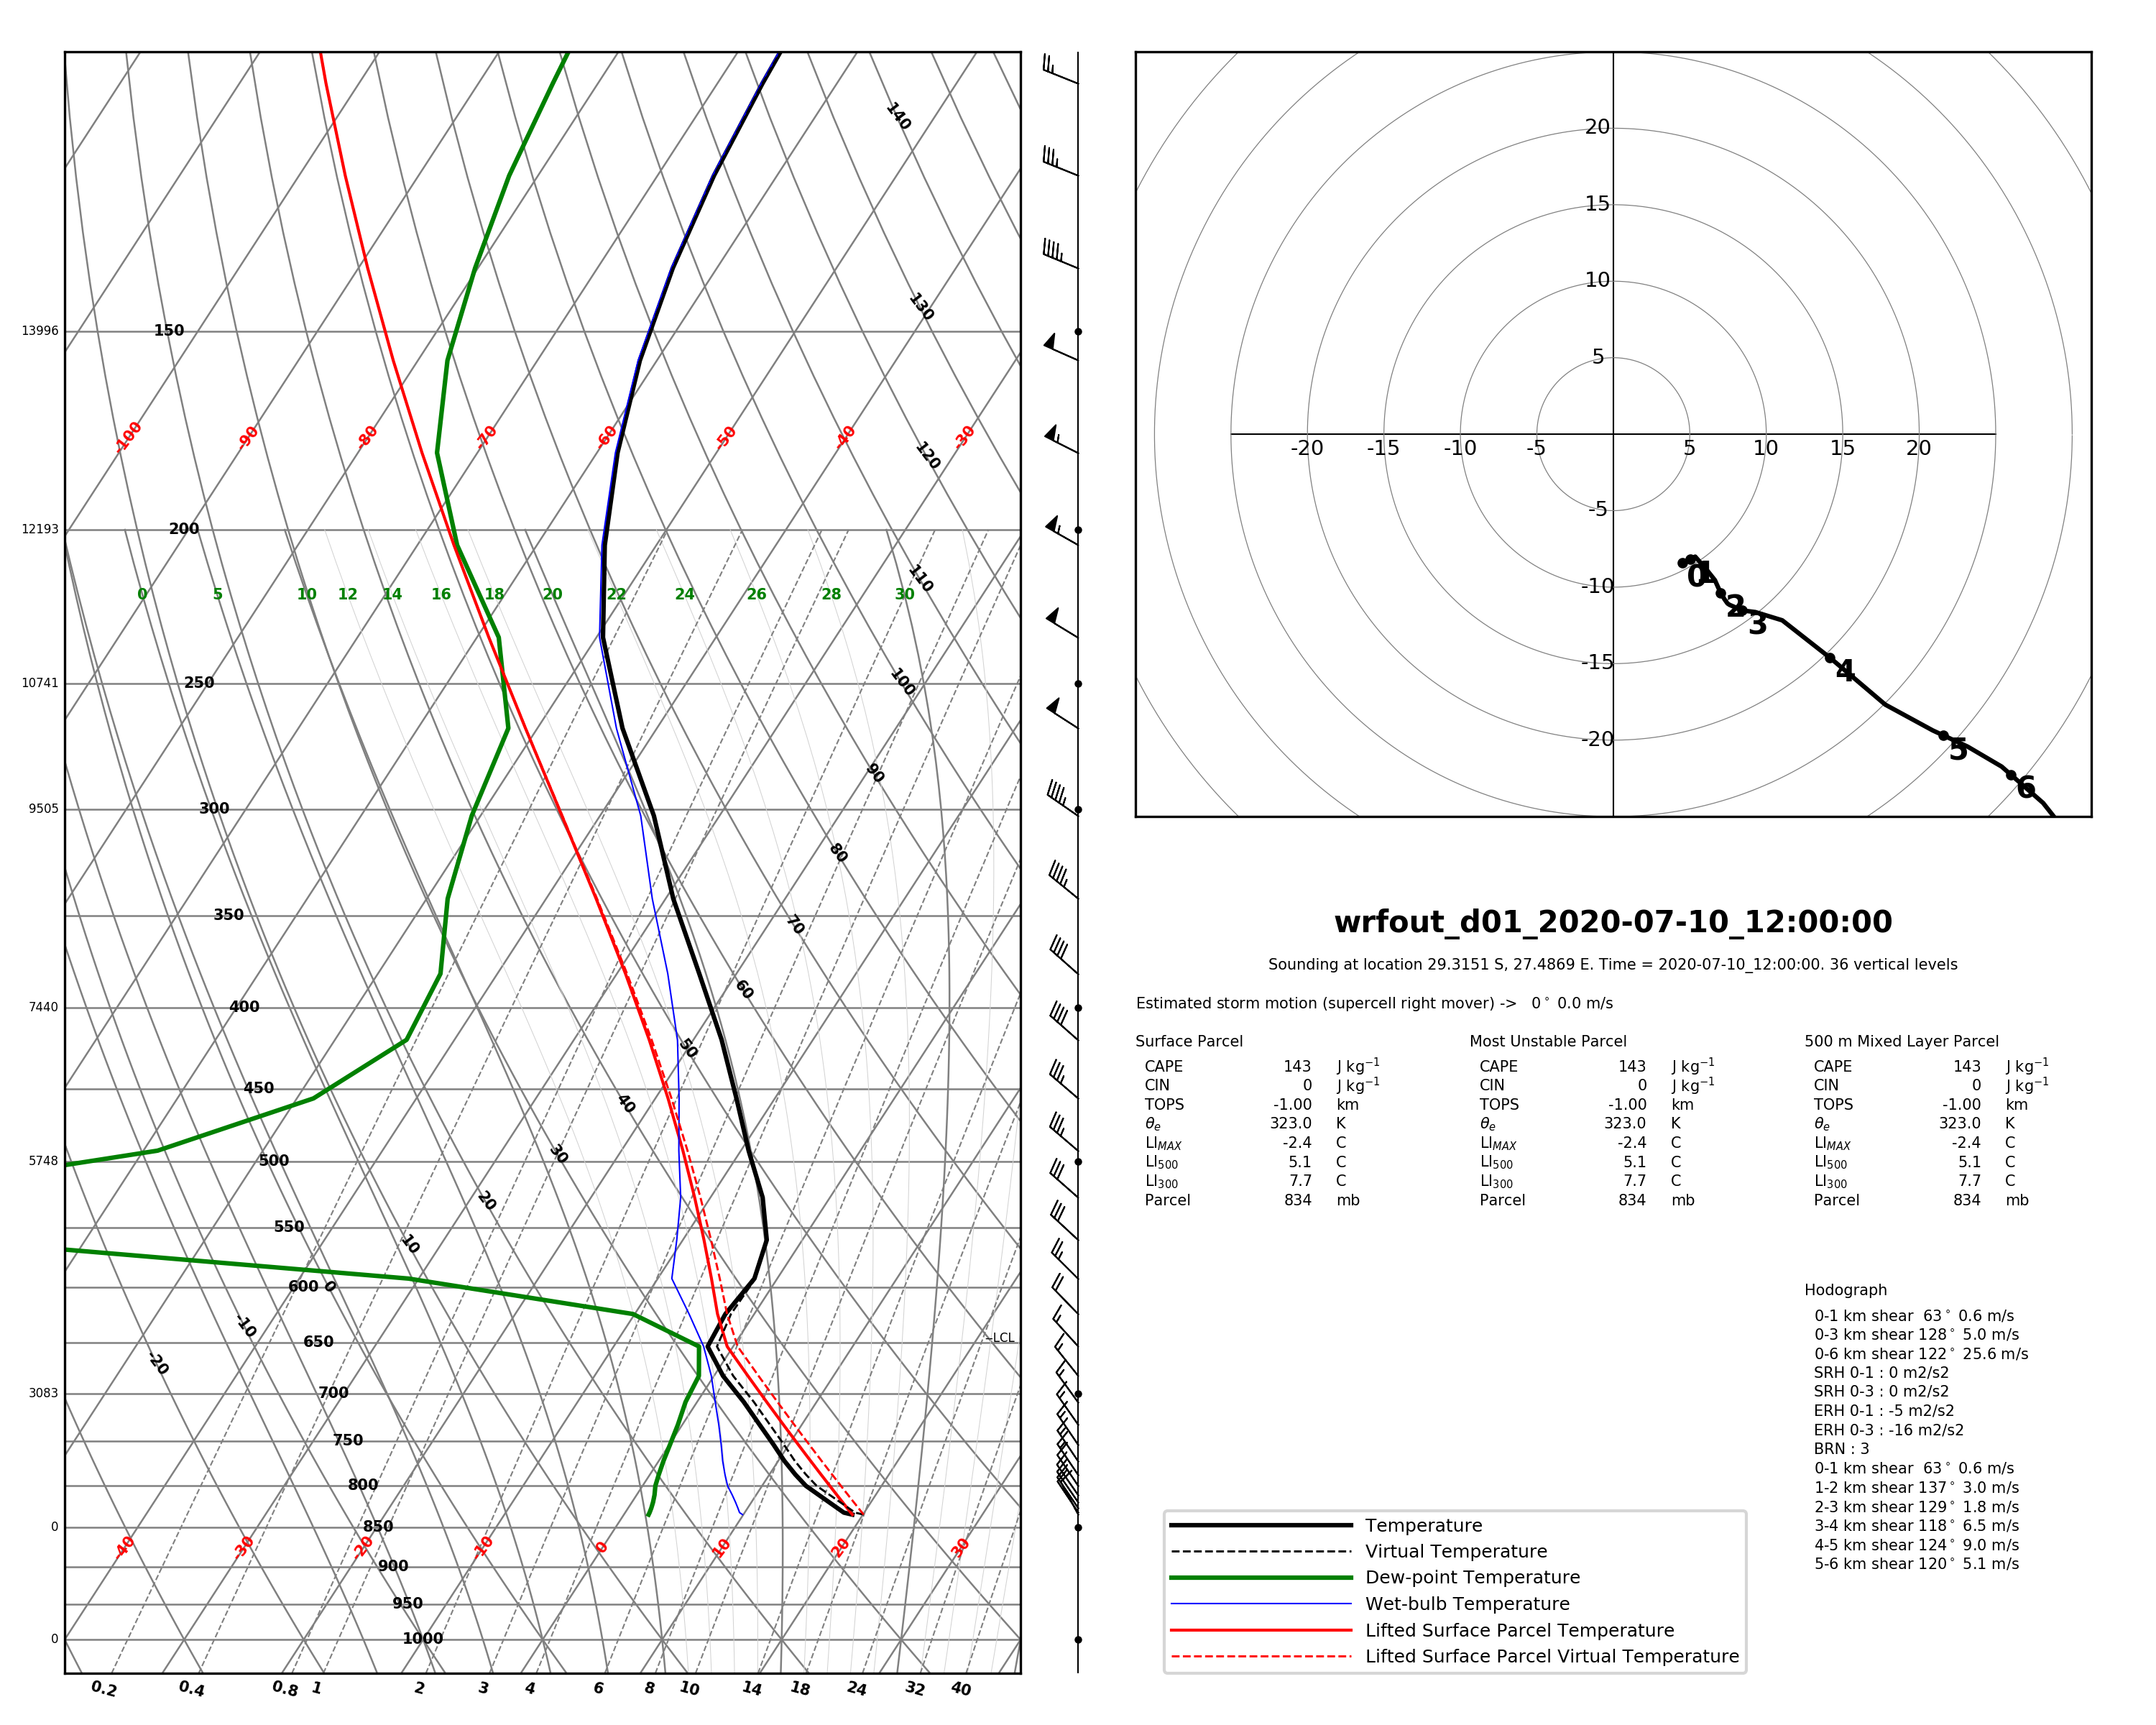 140
20
15
130
10
13996 150
5
-100 -90 -80 -70 -60 -50 -40 -30
-20 -15 -10 -5 5 10 15 20
120
-5
12193 200
110
0 5 10 12 14 16 18 20 22 24 26 28 30
0 1
-10
2
3
-15
4
10741 250
100
-20
5
6
90
9505 300
80
350
70
wrfout_d01_2020-07-10_12:00:00
Sounding at location 29.3151 S, 27.4869 E. Time = 2020-07-10_12:00:00. 36 vertical levels
60
7440 400
Estimated storm motion (supercell right mover) -> 0° 0.0 m/s
50
Surface Parcel Most Unstable Parcel 500 m Mixed Layer Parcel
CAPE 143 J kg−1 CAPE 143 J kg−1 CAPE 143 J kg−1
450
CIN 0 J kg−1 CIN 0 J kg−1 CIN 0 J kg−1
40
TOPS -1.00 km TOPS -1.00 km TOPS -1.00 km
θe 323.0 K θe 323.0 K θe 323.0 K
LIMAX -2.4 C LIMAX -2.4 C LIMAX -2.4 C
30
5748 500
LI500 5.1 C LI500 5.1 C LI500 5.1 C
LI300 7.7 C LI300 7.7 C LI300 7.7 C
20
Parcel 834 mb Parcel 834 mb Parcel 834 mb
550
10
600 0
Hodograph
-10
0-1 km shear 63° 0.6 m/s
0-3 km shear 128° 5.0 m/s
650
--LCL
0-6 km shear 122° 25.6 m/s
-20
SRH 0-1 : 0 m2/s2
3083 700
SRH 0-3 : 0 m2/s2
ERH 0-1 : -5 m2/s2
ERH 0-3 : -16 m2/s2
750
BRN : 3
0-1 km shear 63° 0.6 m/s
800
1-2 km shear 137° 3.0 m/s
2-3 km shear 129° 1.8 m/s
0 850
3-4 km shear 118° 6.5 m/s
4-5 km shear 124° 9.0 m/s
5-6 km shear 120° 5.1 m/s
-40 -30 -20 -10 0 10 20 30
900
950
0 1000
Temperature
Virtual Temperature
Dew-point Temperature
Wet-bulb Temperature
Lifted Surface Parcel Temperature
Lifted Surface Parcel Virtual Temperature
0.2 0.4 0.8 1 2 3 4 6 8 10 14 18 24 32 40